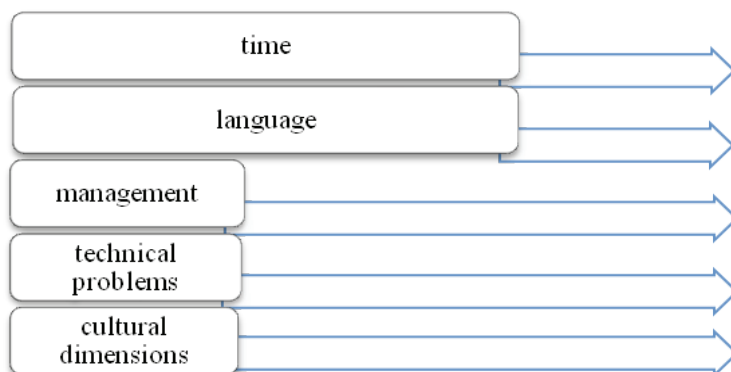 time
language
management
technical
problems
cultural
dimensions